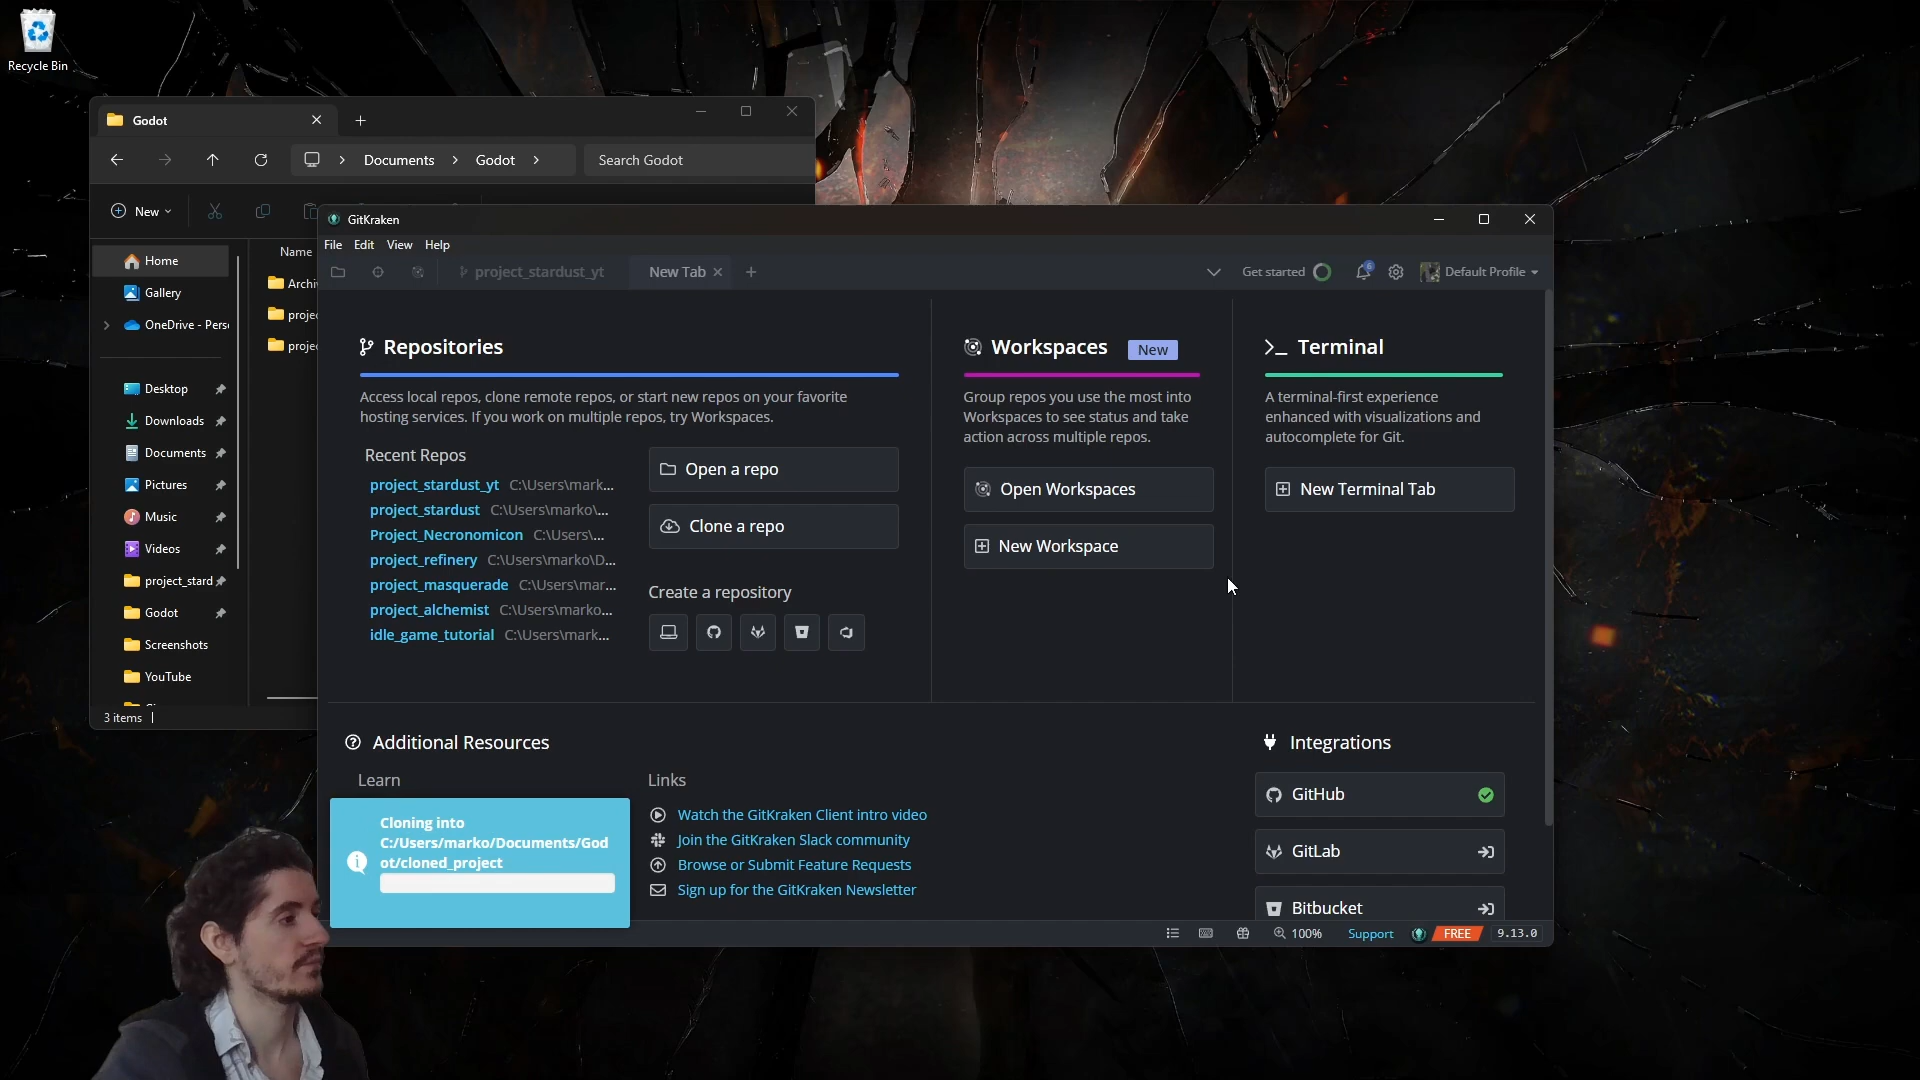 Recycle Bin
Godot
Documents
Godot
Search Godot
New
Name
Home
Gallery
OneDrive - Pers
Desktop
Downloads
Documents
Pictures
Music
Videos
project_stard
Godot
Screenshots
YouTube
3 items
Archi
projec
projec
GitKraken
File Edit View Help
project_stardust_yt
New Tab
Get started
6
Default Profile
Repositories
Access local repos, clone remote repos, or start new repos on your favorite
hosting services. If you work on multiple repos, try Workspaces.
Recent Repos
project_stardust_yt C:\Users\mark...
project_stardust C:\Users\marko\...
Project_Necronomicon C:\Users\...
project_refinery C:\Users\marko\D...
project_masquerade C:\Users\mar...
project_alchemist C:\Users\marko...
idle_game_tutorial C:\Users\mark...
Open a repo
Clone a repo
Create a repository
Workspaces New
Group repos you use the most into
Workspaces to see status and take
action across multiple repos.
Open Workspaces
New Workspace
Terminal
A terminal-first experience
enhanced with visualizations and
autocomplete for Git.
New Terminal Tab
Additional Resources
Learn
Cloning into
C:/Users/marko/Documents/God
ot/cloned_project
Links
Watch the GitKraken Client intro video
Join the GitKraken Slack community
Browse or Submit Feature Requests
Sign up for the GitKraken Newsletter
Integrations
GitHub
GitLab
Bitbucket
100%
Support
FREE
9.13.0